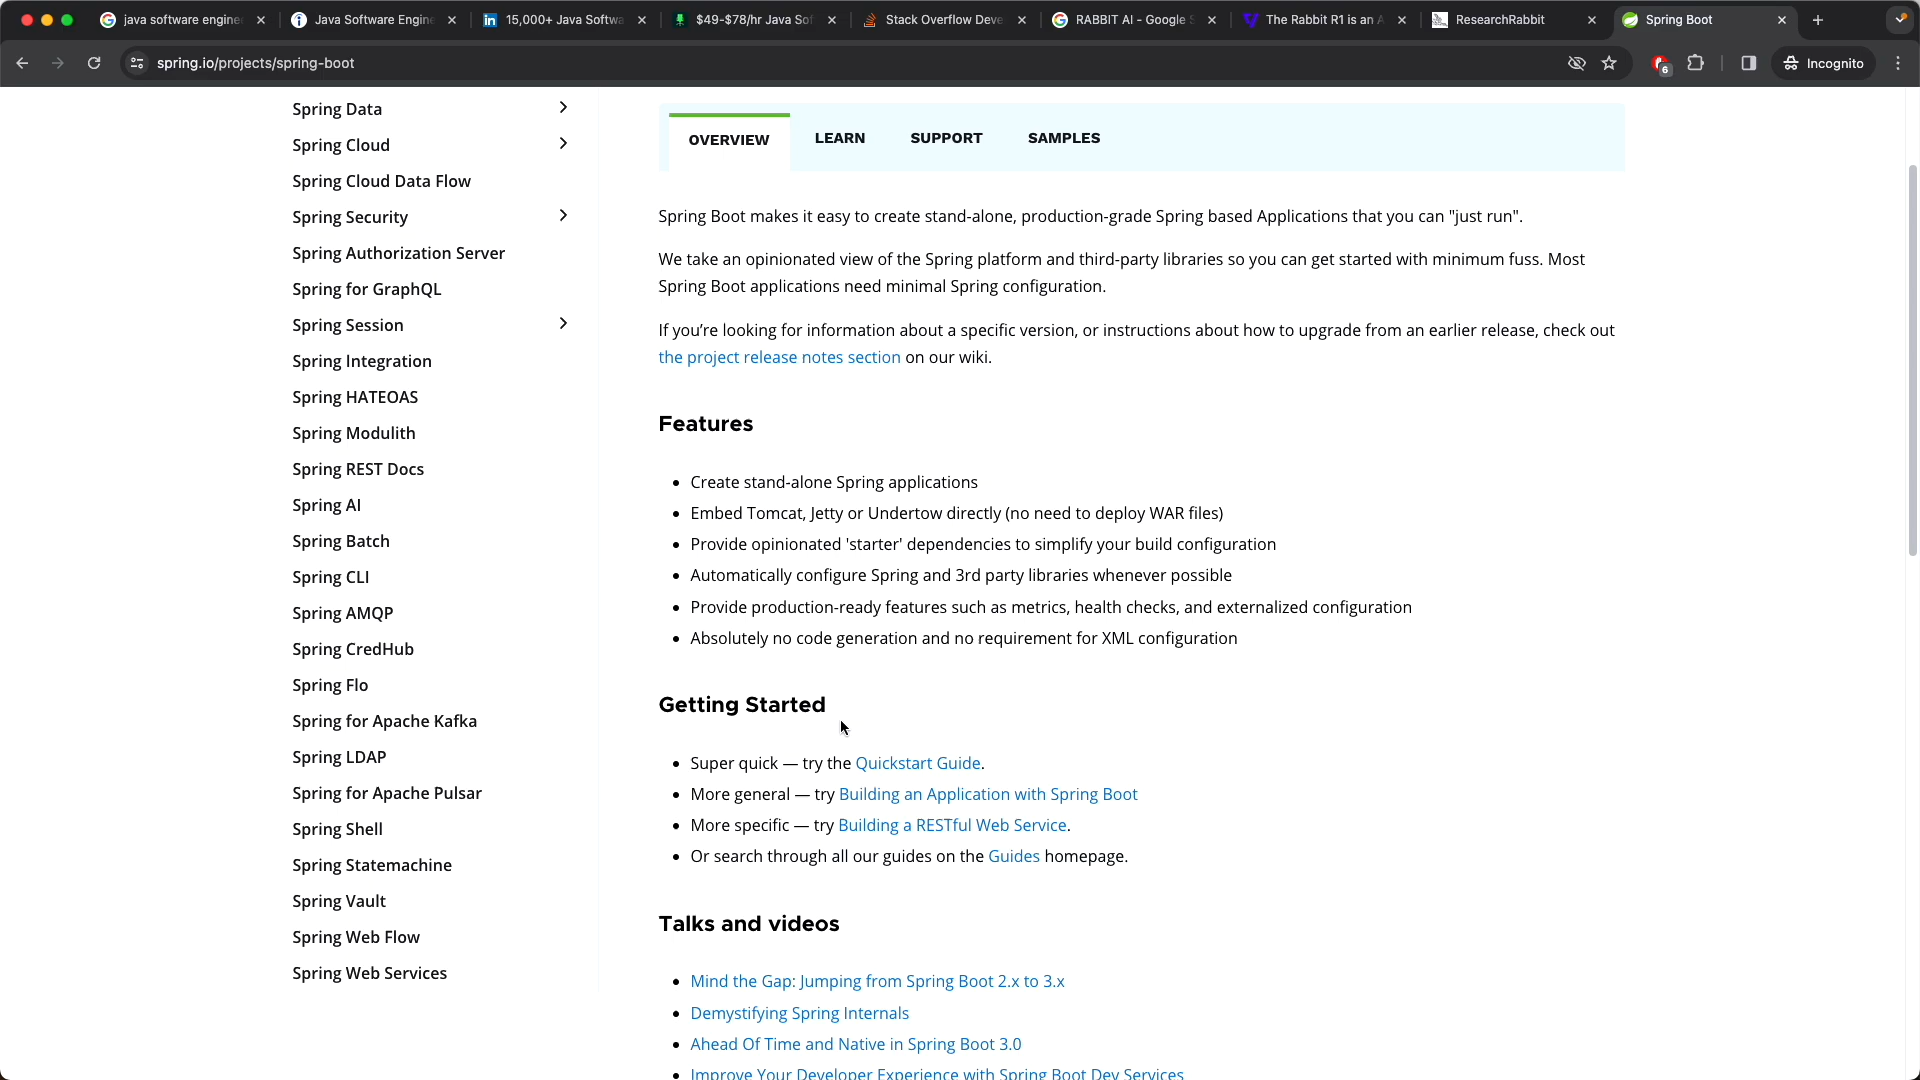 java software engine
Java Software Engine
15,000+ Java Softwa
$49-$78/hr Java Sof
Stack Overflow Deve
RABBIT AI - Google S
The Rabbit R1 is an A
ResearchRabbit
Spring Boot
spring.io/projects/spring-boot
6
Incognito
Spring Data
Spring Cloud
Spring Cloud Data Flow
Spring Security
Spring Authorization Server
Spring for GraphQL
Spring Session
Spring Integration
Spring HATEOAS
Spring Modulith
Spring REST Docs
Spring AI
Spring Batch
Spring CLI
Spring AMQP
Spring CredHub
Spring Flo
Spring for Apache Kafka
Spring LDAP
Spring for Apache Pulsar
Spring Shell
Spring Statemachine
Spring Vault
Spring Web Flow
Spring Web Services
OVERVIEW LEARN SUPPORT SAMPLES
Spring Boot makes it easy to create stand-alone, production-grade Spring based Applications that you can "just run".
We take an opinionated view of the Spring platform and third-party libraries so you can get started with minimum fuss. Most
Spring Boot applications need minimal Spring configuration.
If you’re looking for information about a specific version, or instructions about how to upgrade from an earlier release, check out
the project release notes section on our wiki.
Features
• Create stand-alone Spring applications
• Embed Tomcat, Jetty or Undertow directly (no need to deploy WAR files)
• Provide opinionated 'starter' dependencies to simplify your build configuration
• Automatically configure Spring and 3rd party libraries whenever possible
• Provide production-ready features such as metrics, health checks, and externalized configuration
• Absolutely no code generation and no requirement for XML configuration
Getting Started
• Super quick — try the Quickstart Guide.
• More general — try Building an Application with Spring Boot
• More specific — try Building a RESTful Web Service.
• Or search through all our guides on the Guides homepage.
Talks and videos
• Mind the Gap: Jumping from Spring Boot 2.x to 3.x
• Demystifying Spring Internals
• Ahead Of Time and Native in Spring Boot 3.0
• Improve Your Developer Experience with Spring Boot Dev Services